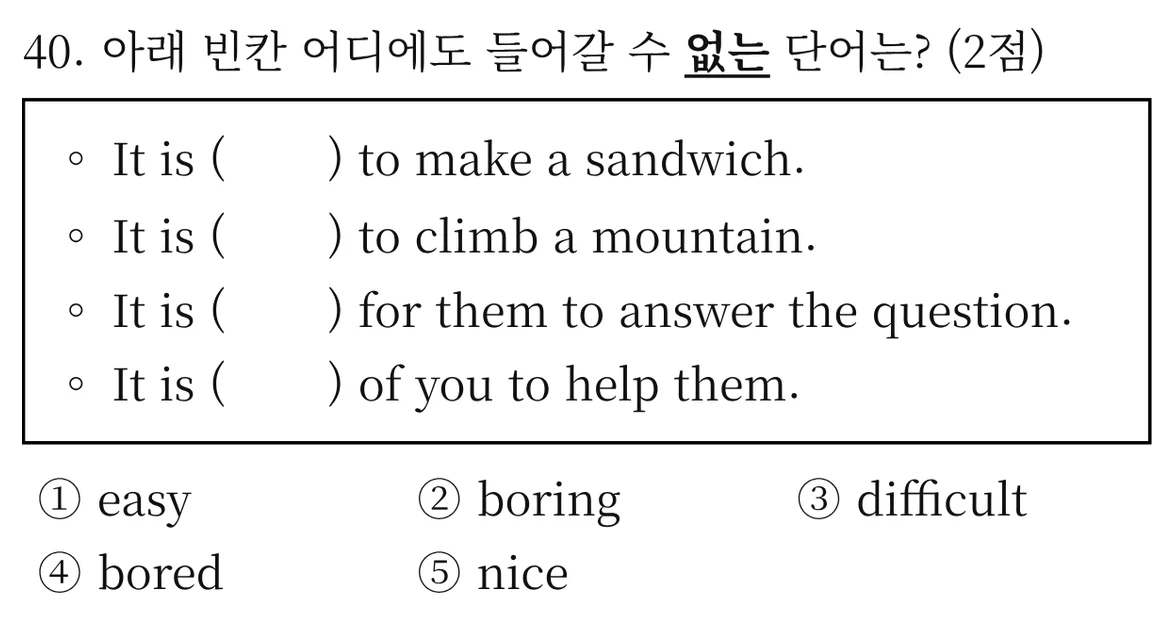 40. 아래 빈칸 어디에도 들어갈 수 없는 단어는? (2점)
◦ It is (　　) to make a sandwich.
◦ It is (　　) to climb a mountain.
◦ It is (　　) for them to answer the question.
◦ It is (　　) of you to help them.
① easy ② boring ③ difficult
④ bored ⑤ nice